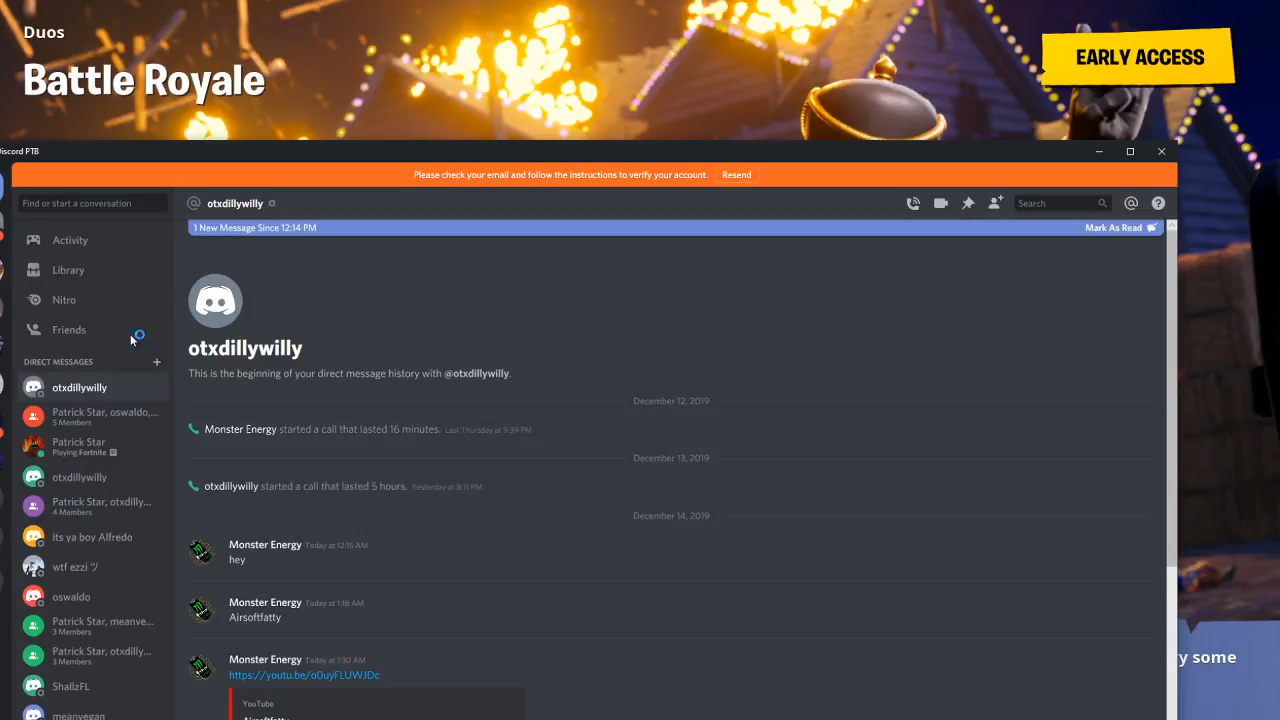 Duos
Battle Royale
EARLY ACCESS
Discord PTB
Please check your email and follow the instructions to verify your account. Resend
Find or start a conversation
otxdillywilly
Search
1 New Message Since 12:14 PM
Mark As Read
Activity
Library
Nitro
Friends
DIRECT MESSAGES
otxdillywilly
Patrick Star, oswaldo,...
5 Members
Patrick Star
Playing Fortnite
otxdillywilly
Patrick Star, otxdilly...
4 Members
its ya boy Alfredo
wtf ezzi ツ
oswaldo
Patrick Star, meanve...
3 Members
Patrick Star, otxdilly...
3 Members
ShallzFL
meanvegan
otxdillywilly
This is the beginning of your direct message history with @otxdillywilly.
December 12, 2019
Monster Energy started a call that lasted 16 minutes. Last Thursday at 9:39 PM
December 13, 2019
otxdillywilly started a call that lasted 5 hours. Yesterday at 8:11 PM
December 14, 2019
Monster Energy Today at 12:15 AM
hey
Monster Energy Today at 1:18 AM
Airsoftfatty
Monster Energy Today at 1:30 AM
https://youtu.be/o0uyFLUWJDc
YouTube
Airsoftfatty
y some